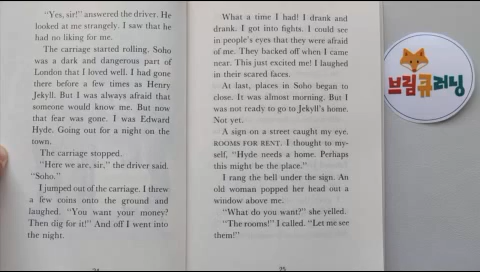 "Yes, sir!" answered the driver. He
looked at me strangely. I saw that he
had no liking for me.
The carriage started rolling. Soho
was a dark and dangerous part of
London that I loved well. I had gone
there before a few times as Henry
Jekyll. But I was always afraid that
someone would know me. But now
that fear was gone. I was Edward
Hyde. Going out for a night on the
town.
The carriage stopped.
"Here we are, sir," the driver said.
"Soho."
I jumped out of the carriage. I threw
a few coins onto the ground and
laughed. "You want your money?
Then dig for it!" And off I went into
the night.
24
What a time I had! I drank and
drank. I got into fights. I could see
in people's eyes that they were afraid
of me. They backed off when I came
near. This just excited me! I laughed
in their scared faces.
At last, places in Soho began to
close. It was almost morning. But I
was not ready to go to Jekyll's home.
Not yet.
A sign on a street caught my eye.
ROOMS FOR RENT. I thought to my-
self, "Hyde needs a home. Perhaps
this might be the place."
I rang the bell under the sign. An
old woman popped her head out a
window above me.
"What do you want?" she yelled.
"The rooms!" I called. "Let me see
them!"
25
브림큐러닝